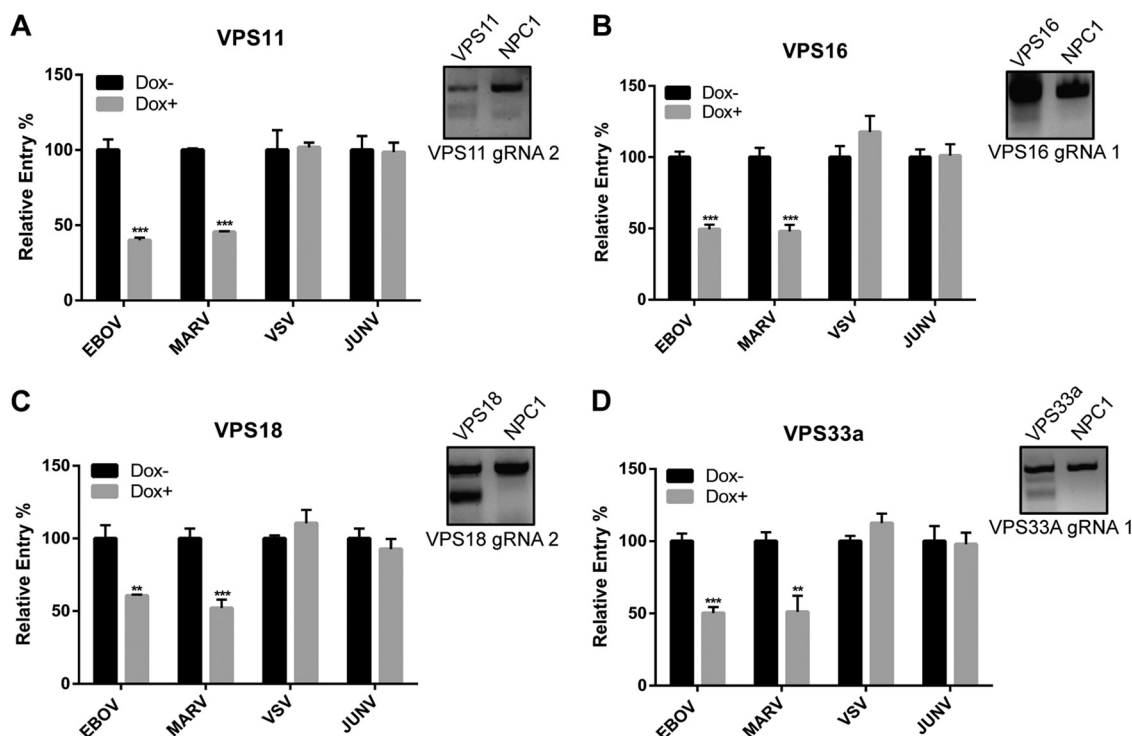 A
VPS11
VPS11
NPC1
Dox-
Dox+
VPS11 gRNA 2
Relative Entry %
150
100
50
0
***
***
EBOV
MARV
VSV
JUNV
B
VPS16
VPS16
NPC1
Dox-
Dox+
VPS16 gRNA 1
Relative Entry %
150
100
50
0
***
***
EBOV
MARV
VSV
JUNV
C
VPS18
VPS18
NPC1
Dox-
Dox+
VPS18 gRNA 2
Relative Entry %
150
100
50
0
**
***
EBOV
MARV
VSV
JUNV
D
VPS33a
VPS33a
NPC1
Dox-
Dox+
VPS33A gRNA 1
Relative Entry %
150
100
50
0
***
**
EBOV
MARV
VSV
JUNV